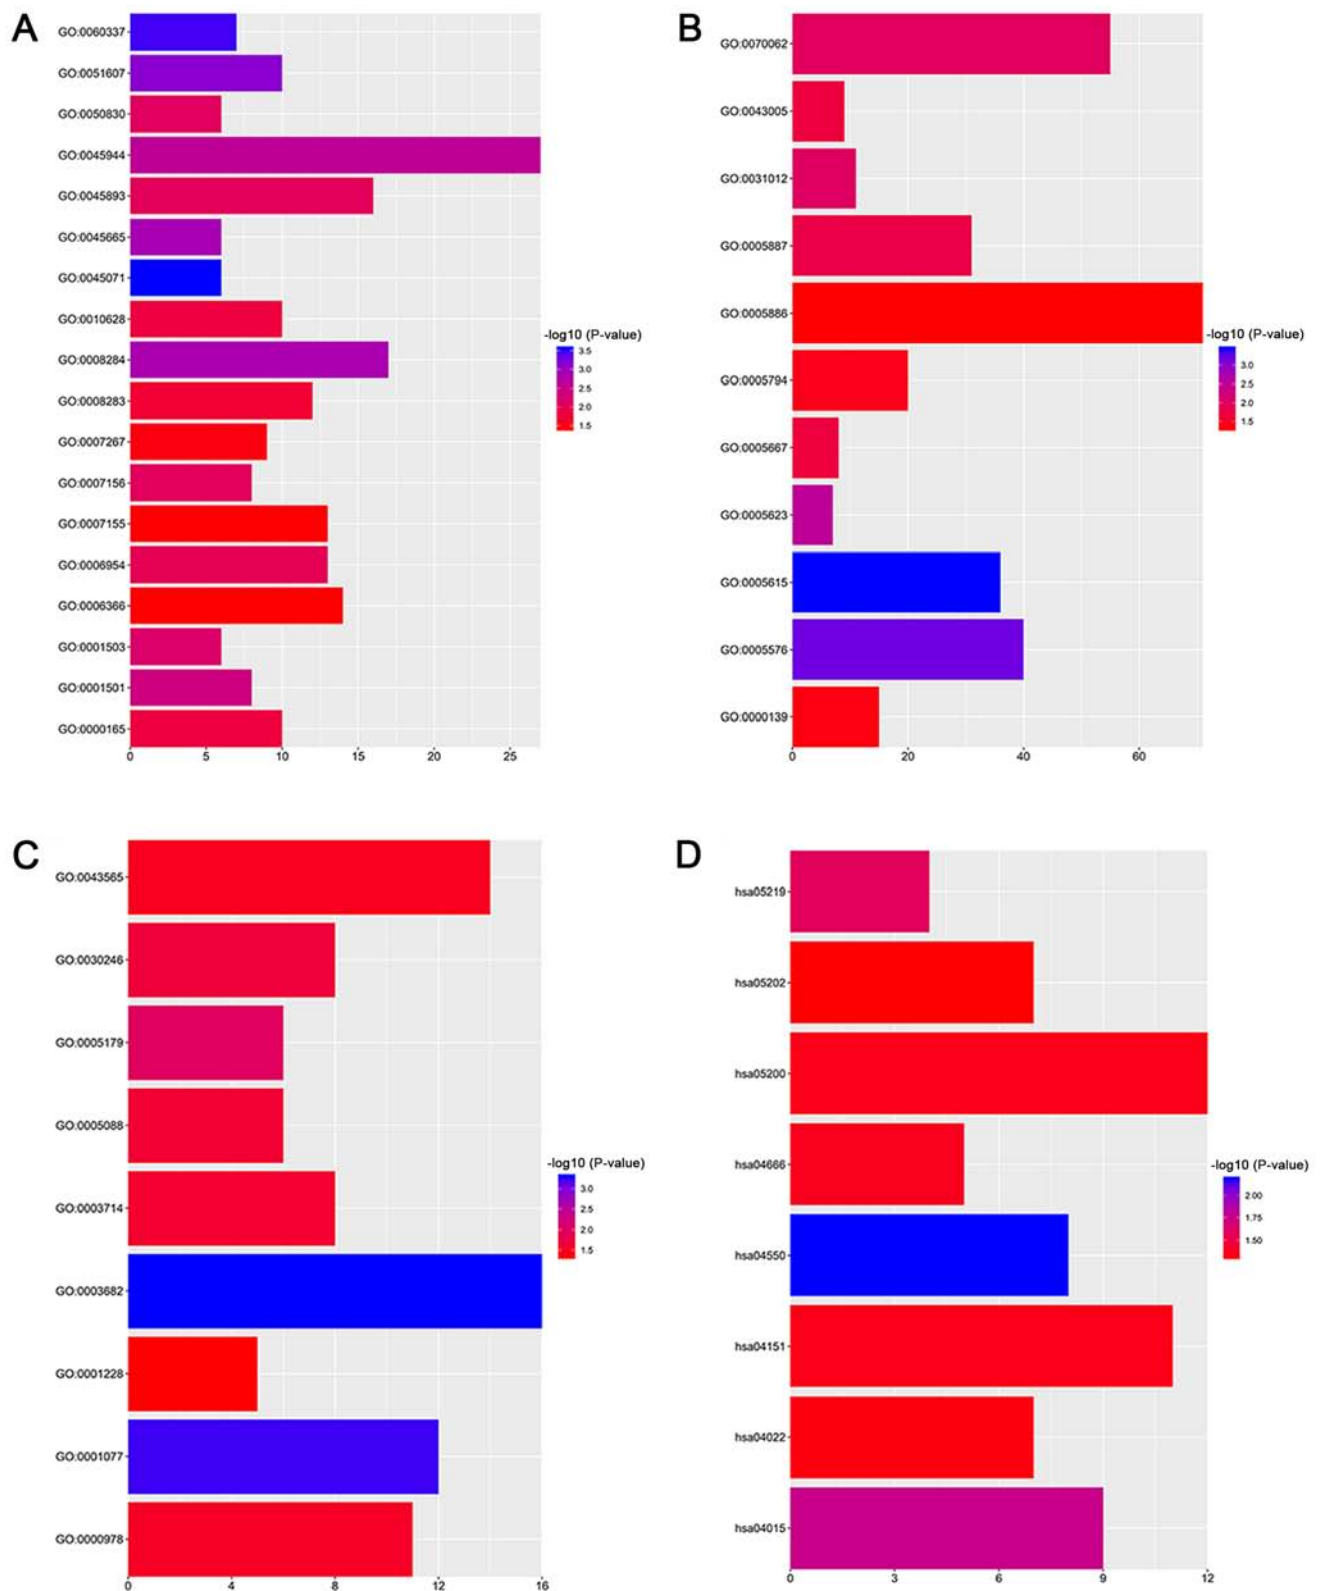 A
GO:0060337
GO:0051607
GO:0050830
GO:0045944
GO:0045893
GO:0045665
GO:0045071
GO:0010628
GO:0008284
GO:0008283
GO:0007267
GO:0007156
GO:0007155
GO:0006954
GO:0006366
GO:0001503
GO:0001501
GO:0000165
0 5 10 15 20 25
-log10 (P-value)
3.5
3.0
2.5
2.0
1.5
B
GO:0070062
GO:0043005
GO:0031012
GO:0005887
GO:0005886
GO:0005794
GO:0005667
GO:0005623
GO:0005615
GO:0005576
GO:0000139
0 20 40 60
-log10 (P-value)
3.0
2.5
2.0
1.5
C
GO:0043565
GO:0030246
GO:0005179
GO:0005088
GO:0003714
GO:0003682
GO:0001228
GO:0001077
GO:0000978
0 4 8 12 16
-log10 (P-value)
3.0
2.5
2.0
1.5
D
hsa05219
hsa05202
hsa05200
hsa04666
hsa04550
hsa04151
hsa04022
hsa04015
0 3 6 9 12
-log10 (P-value)
2.00
1.75
1.50